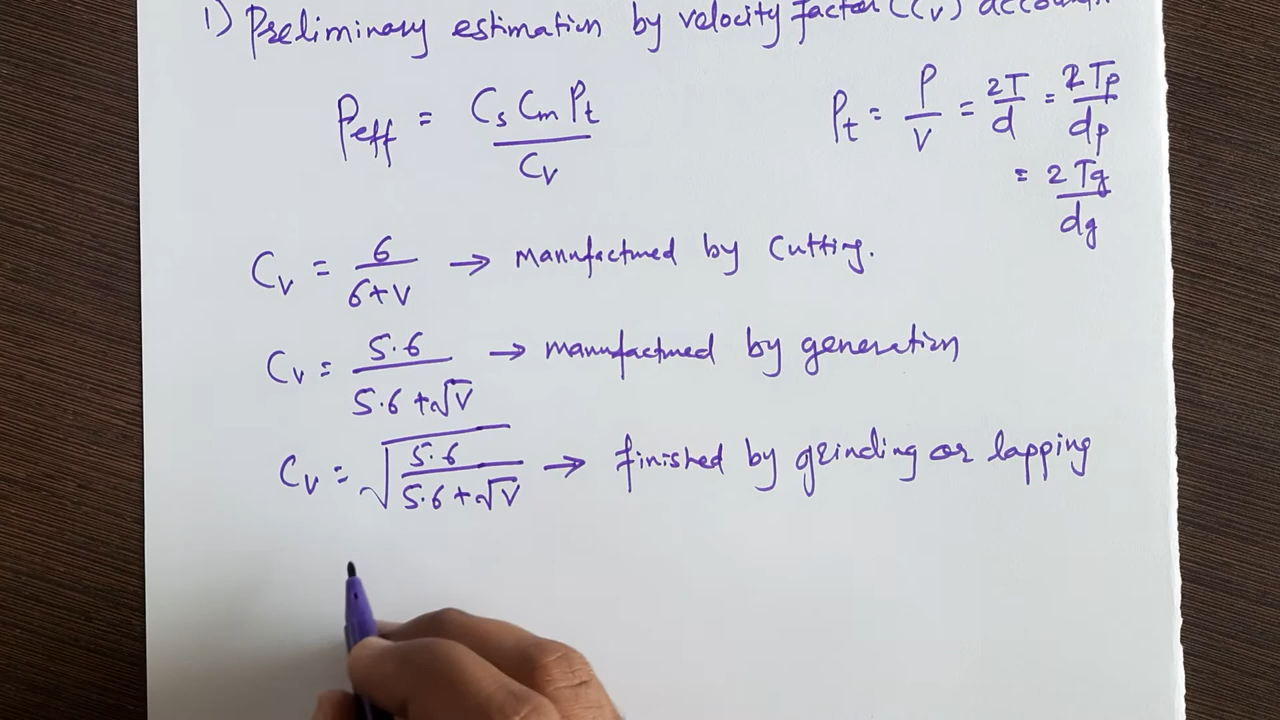 1) Preliminary estimation by velocity factor (Cv) account
Peff = Cs Cm Pt / Cv
Pt = P / V = 2T / d = 2Tp / dp
= 2Tg / dg
Cv = 6 / 6+V → Manufactured by Cutting.
Cv = 5.6 / 5.6 + √V → manufactured by generation
Cv = √(5.6 / 5.6 + √V) → finished by grinding or lapping